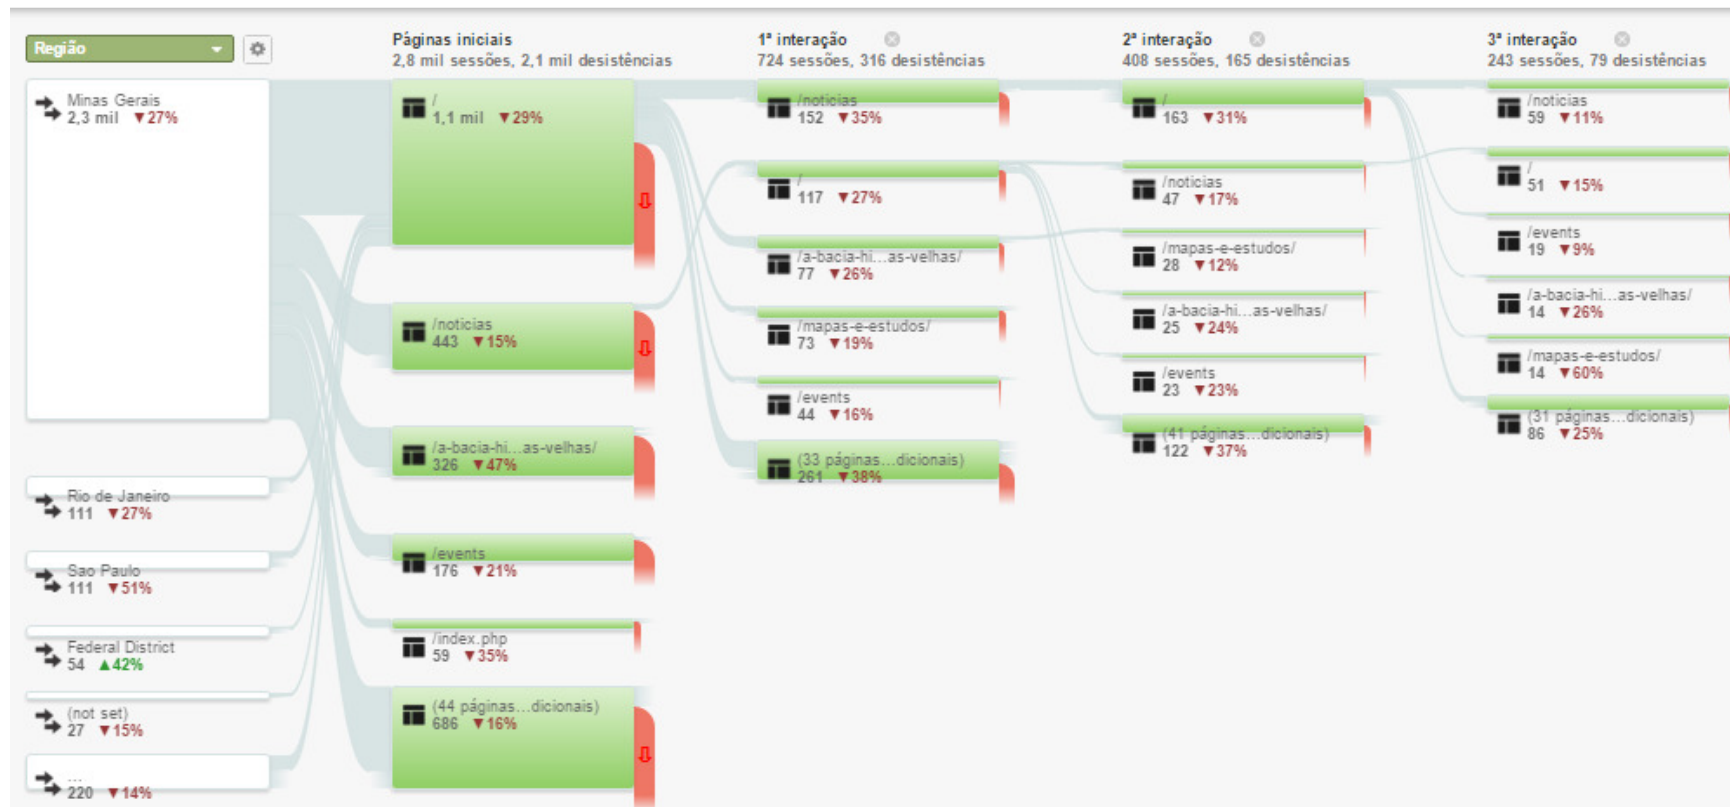 Região
Minas Gerais
2,3 mil ▼27%
Rio de Janeiro
111 ▼27%
Sao Paulo
111 ▼51%
Federal District
54 ▲42%
(not set)
27 ▼15%
...
220 ▼14%
Páginas iniciais
2,8 mil sessões, 2,1 mil desistências
/
1,1 mil ▼29%
/noticias
443 ▼15%
/a-bacia-hi...as-velhas/
326 ▼47%
/events
176 ▼21%
/index.php
59 ▼35%
(44 páginas...dicionais)
686 ▼16%
1ª interação
724 sessões, 316 desistências
/noticias
152 ▼35%
/
117 ▼27%
/a-bacia-hi...as-velhas/
77 ▼26%
/mapas-e-estudos/
73 ▼19%
/events
44 ▼16%
(33 páginas...dicionais)
261 ▼38%
2ª interação
408 sessões, 165 desistências
/
163 ▼31%
/noticias
47 ▼17%
/mapas-e-estudos/
28 ▼12%
/a-bacia-hi...as-velhas/
25 ▼24%
/events
23 ▼23%
(41 páginas...dicionais)
122 ▼37%
3ª interação
243 sessões, 79 desistências
/noticias
59 ▼11%
/
51 ▼15%
/events
19 ▼9%
/a-bacia-hi...as-velhas/
14 ▼26%
/mapas-e-estudos/
14 ▼60%
(31 páginas...dicionais)
86 ▼25%